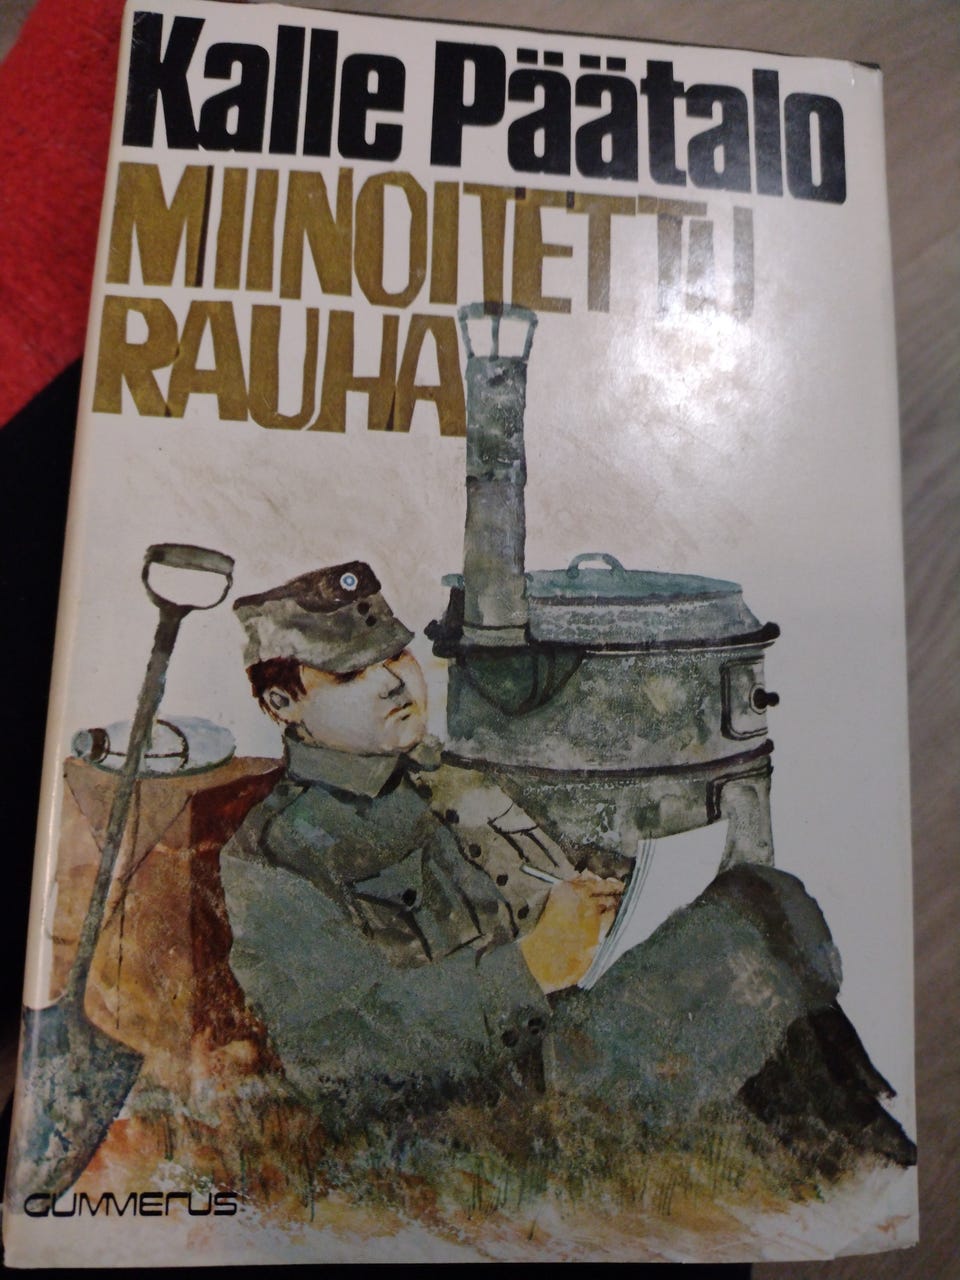 Kalle Päätalo
MIINOITETTU
RAUHA
GUMMERUS